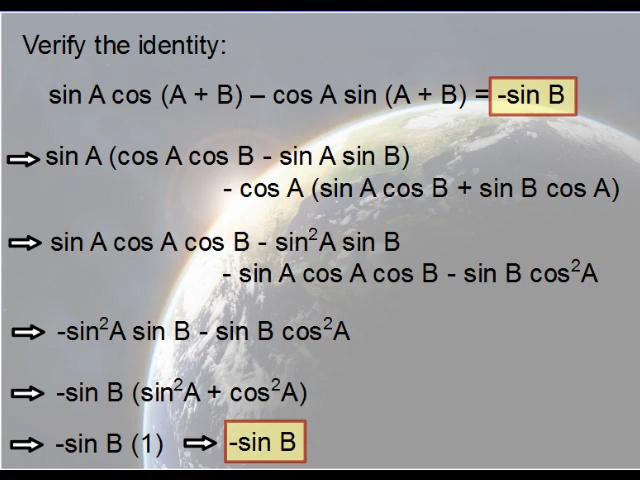 Verify the identity:
sin A cos (A + B) – cos A sin (A + B) = -sin B
⇨ sin A (cos A cos B - sin A sin B)
- cos A (sin A cos B + sin B cos A)
⇨ sin A cos A cos B - sin²A sin B
- sin A cos A cos B - sin B cos²A
⇨ -sin²A sin B - sin B cos²A
⇨ -sin B (sin²A + cos²A)
⇨ -sin B (1) ⇨ -sin B